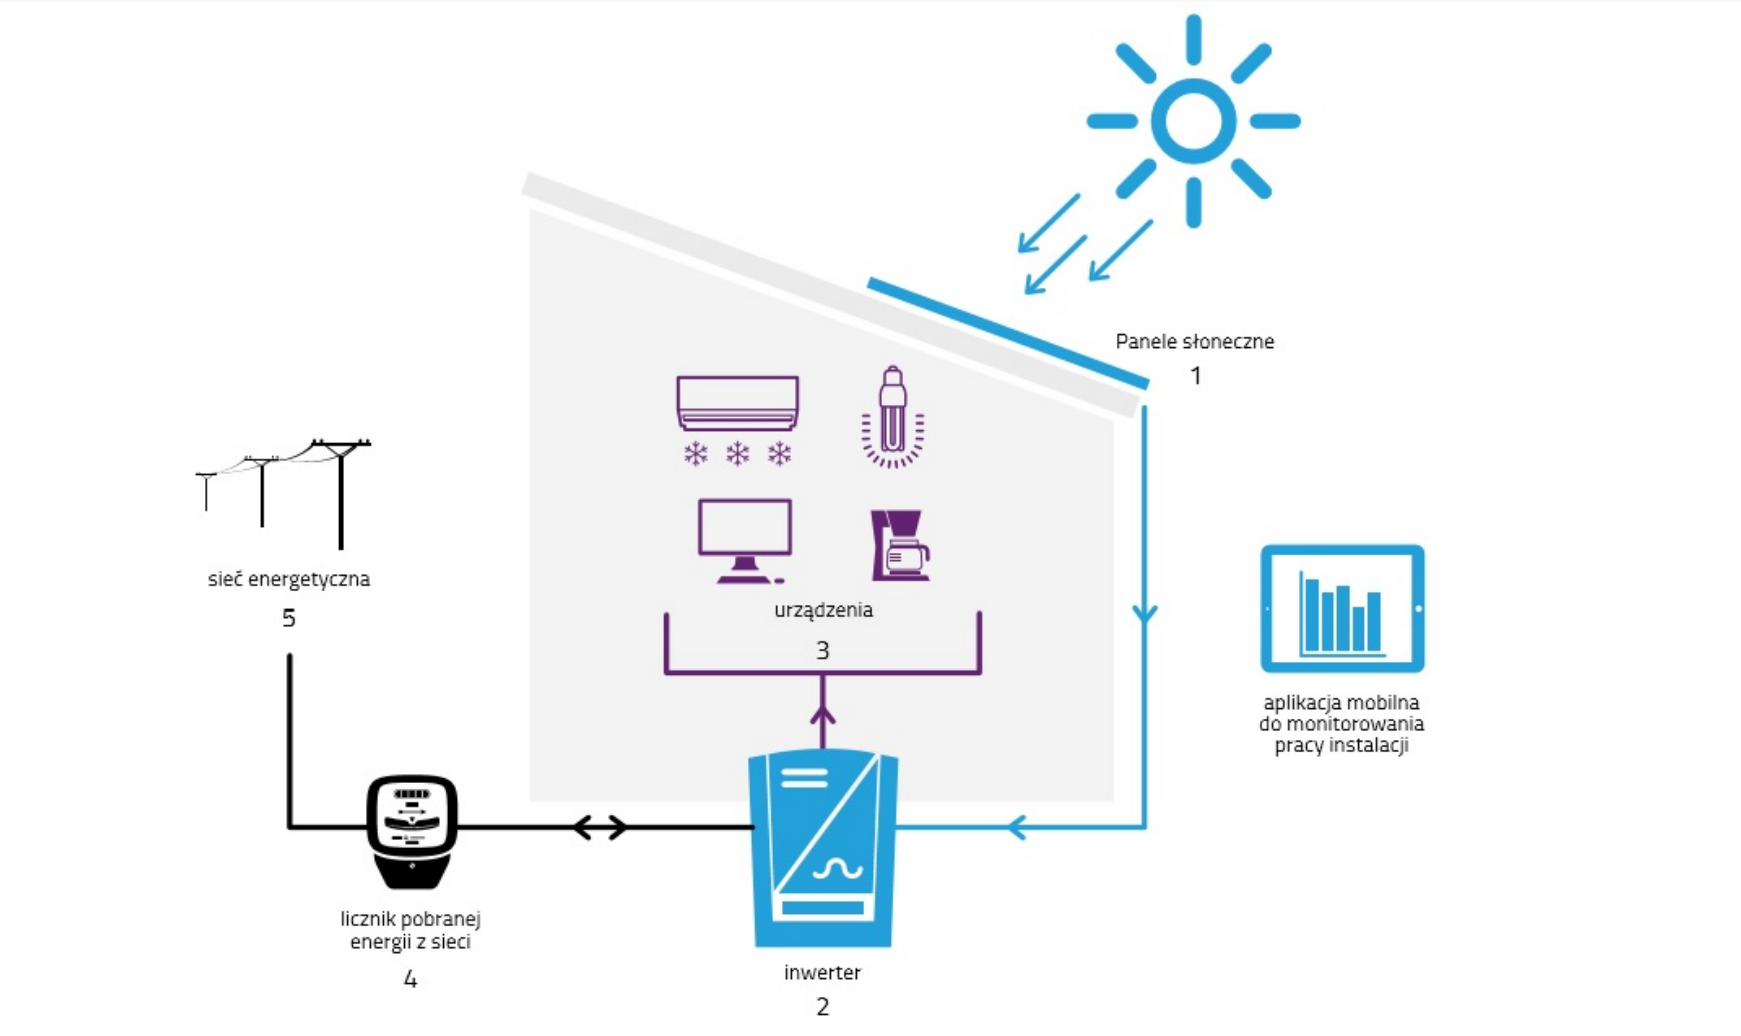 Panele słoneczne
1
urządzenia
3
sieć energetyczna
5
aplikacja mobilna
do monitorowania
pracy instalacji
licznik pobranej
energii z sieci
4
inwerter
2